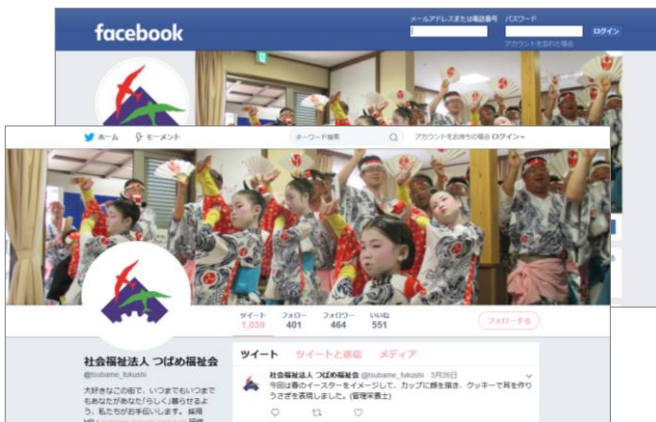 facebook
メールアドレスまたは電話番号 パスワード
ログイン
アカウントを忘れた場合
ホーム モーメント キーワード検索 アカウントをお持ちの場合 ログイン
ツイート フォロー フォロワー いいね
1,039 401 464 551
フォローする
社会福祉法人 つばめ福祉会
@tsubame_fukushi
大好きなこの街で、いつまでもいつまで
もあなたがあなた「らしく」暮らせるよ
う、私たちがお手伝いします。 採用
ツイート ツイートと返信 メディア
社会福祉法人 つばめ福祉会 @tsubame_fukushi · 3月26日
今回は春のイースターをイメージして、カップに顔を描き、クッキーで耳を作り
うさぎを表現しました。(管理栄養士)